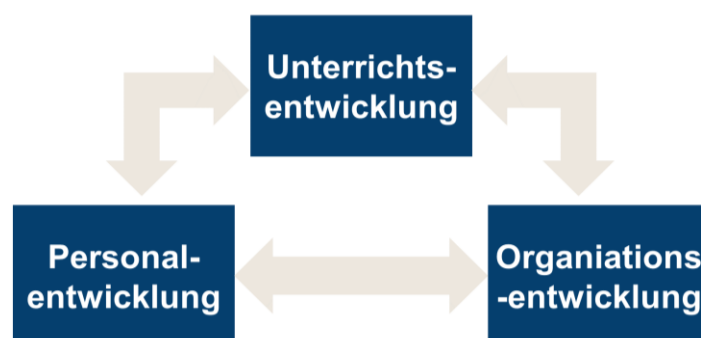 Unterrichts-
entwicklung
Personal-
entwicklung
Organiations
-entwicklung